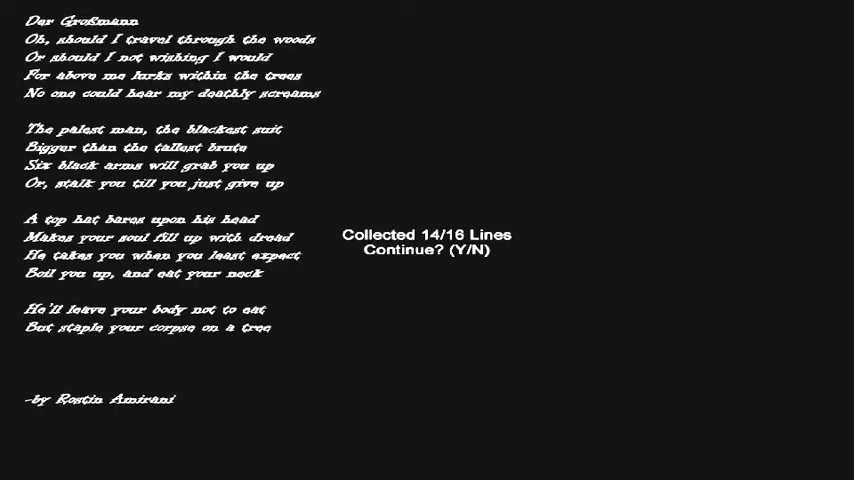 Der Großmann
Oh, should I travel through the woods
Or should I not wishing I would
For above me lurks within the trees
No one could hear my deathly screams
The palest man, the blackest suit
Bigger than the tallest brute
Six black arms will grab you up
Or, stalk you till you just give up
A top hat bares upon his head
Makes your soul fill up with dread
He takes you when you least expect
Boil you up, and eat your neck
He'll leave your body not to eat
But staple your corpse on a tree
-by Rostin Amirani
Collected 14/16 Lines
Continue? (Y/N)